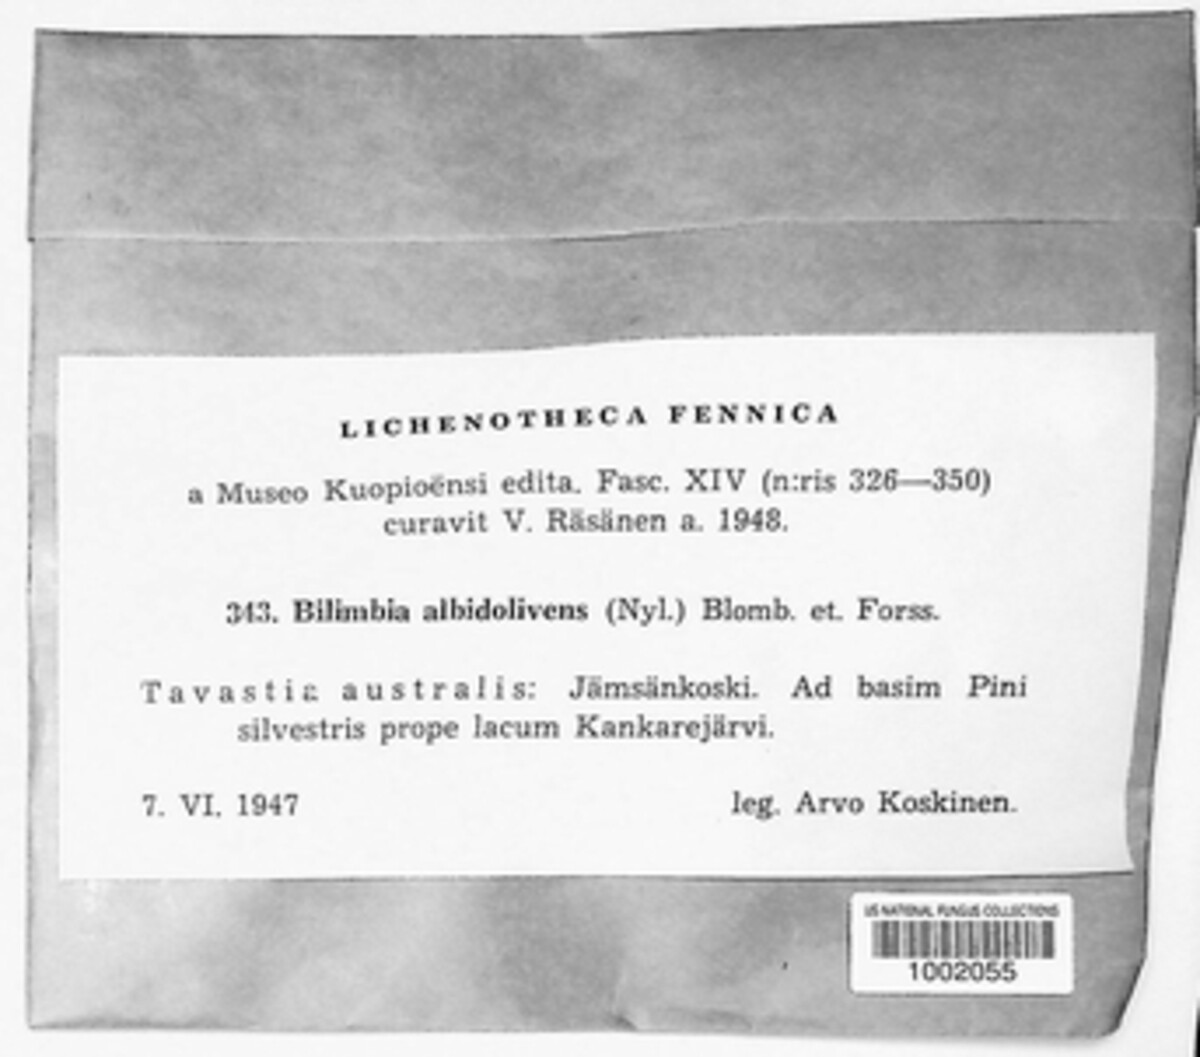 LICHENOTHECA FENNICA
a Museo Kuopioënsi edita. Fasc. XIV (n:ris 326—350)
curavit V. Räsänen a. 1948.
343. Bilimbia albidolivens (Nyl.) Blomb. et. Forss.
Tavastia australis: Jämsänkoski. Ad basim Pini
silvestris prope lacum Kankarejärvi.
7. VI. 1947 leg. Arvo Koskinen.
US NATIONAL FUNGUS COLLECTIONS
1002055